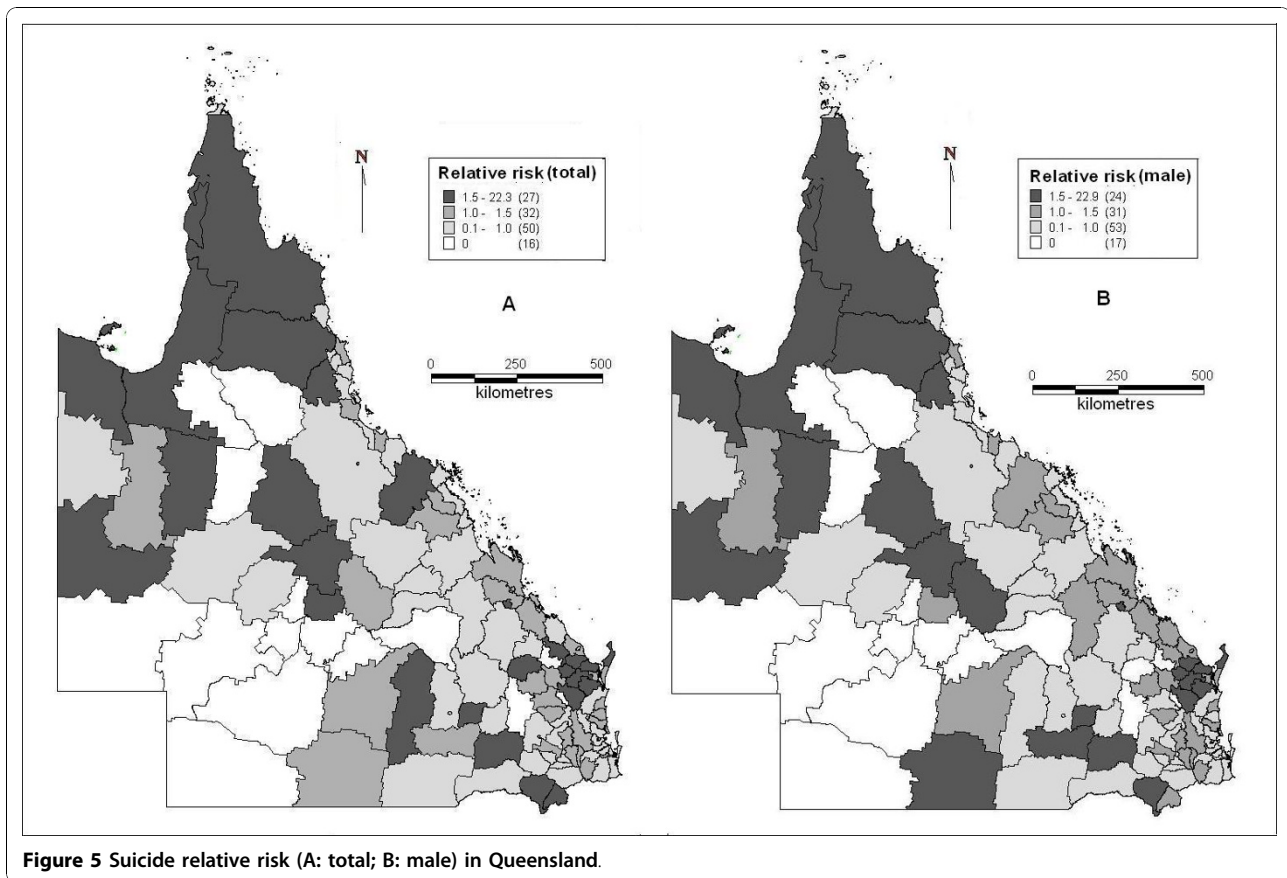 N
Relative risk (total)
1.5 - 22.3 (27)
1.0 - 1.5 (32)
0.1 - 1.0 (50)
0 (16)
A
0 250 500
kilometres
N
Relative risk (male)
1.5 - 22.9 (24)
1.0 - 1.5 (31)
0.1 - 1.0 (53)
0 (17)
B
0 250 500
kilometres
Figure 5 Suicide relative risk (A: total; B: male) in Queensland.